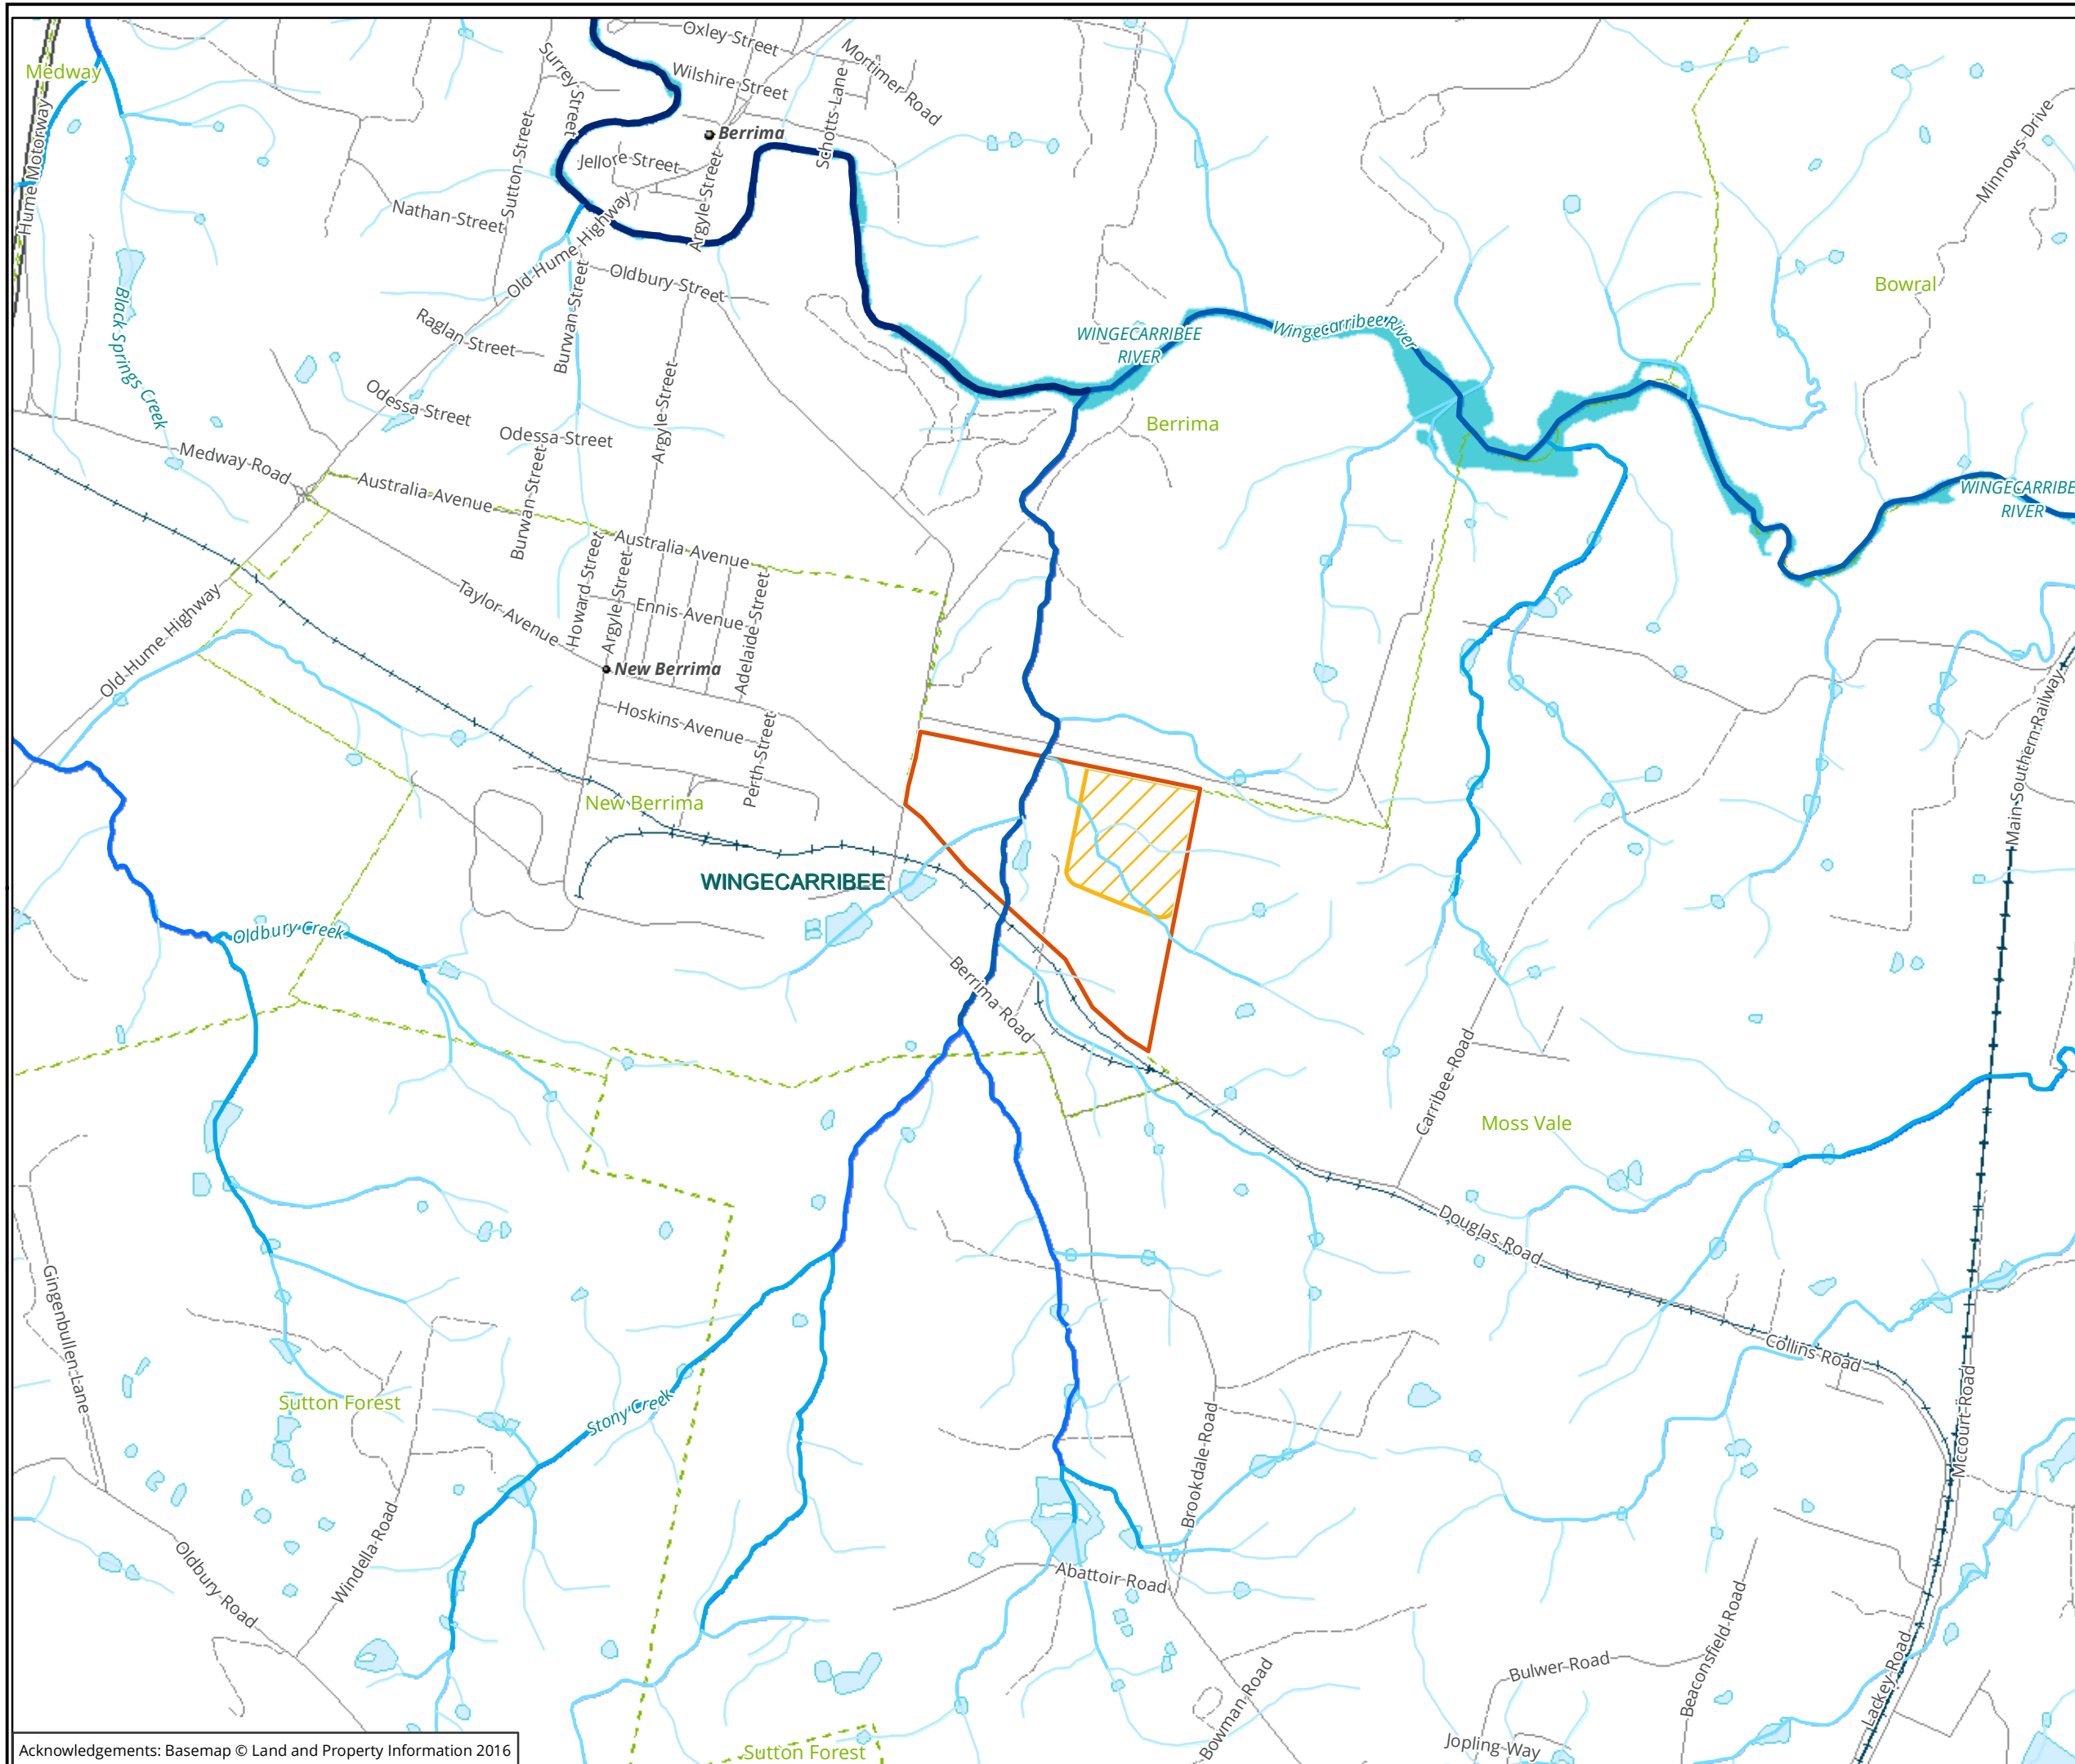 Oxley Street
Mortimer Road
Surrey Street
Wilshire Street
Schotts Lane
Medway
Hume Motorway
Berrima
Minnows Drive
Jellore Street
Sutton Street
Nathan Street
Argyle Street
Old Hume Highway
Oldbury Street
Bowral
Black Springs Creek
Burwan Street
Raglan Street
WINGECARRIBEE
RIVER
Wingecarribee River
Odessa Street
Argyle Street
Berrima
Odessa Street
Medway Road
Australia Avenue
Burwan Street
WINGECARRIBE
RIVER
Australia Avenue
Howard Street
Argyle Street
Taylor Avenue
Ennis Avenue
Adelaide Street
Old Hume Highway
New Berrima
Hoskins Avenue
Perth Street
Main Southern Railway
New Berrima
WINGECARRIBEE
Oldbury Creek
Berrima Road
Carribee Road
Moss Vale
Douglas Road
Gingenbullen Lane
Collins Road
Mccourt Road
Sutton Forest
Stony Creek
Brookdale Road
Oldbury Road
Windella Road
Abattoir Road
Beaconsfield Road
Bulwer Road
Lackey Road
Bowman Road
Jopling Way
Sutton Forest
Acknowledgements: Basemap © Land and Property Information 2016